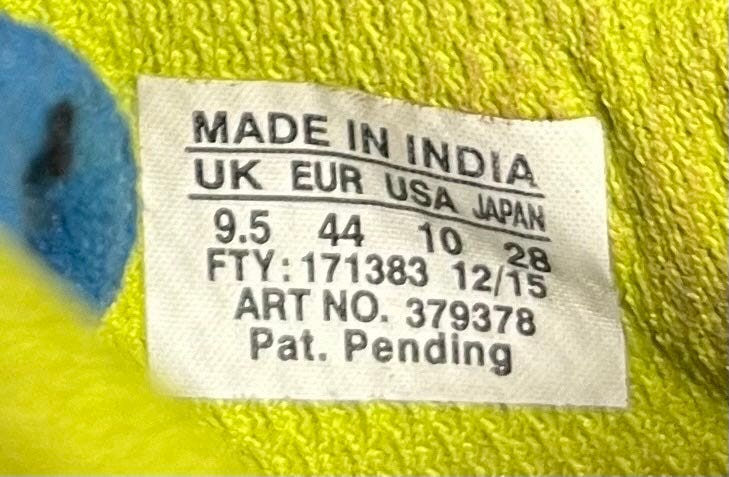 MADE IN INDIA
UK EUR USA JAPAN
9.5 44 10 28
FTY: 171383 12/15
ART NO. 379378
Pat. Pending